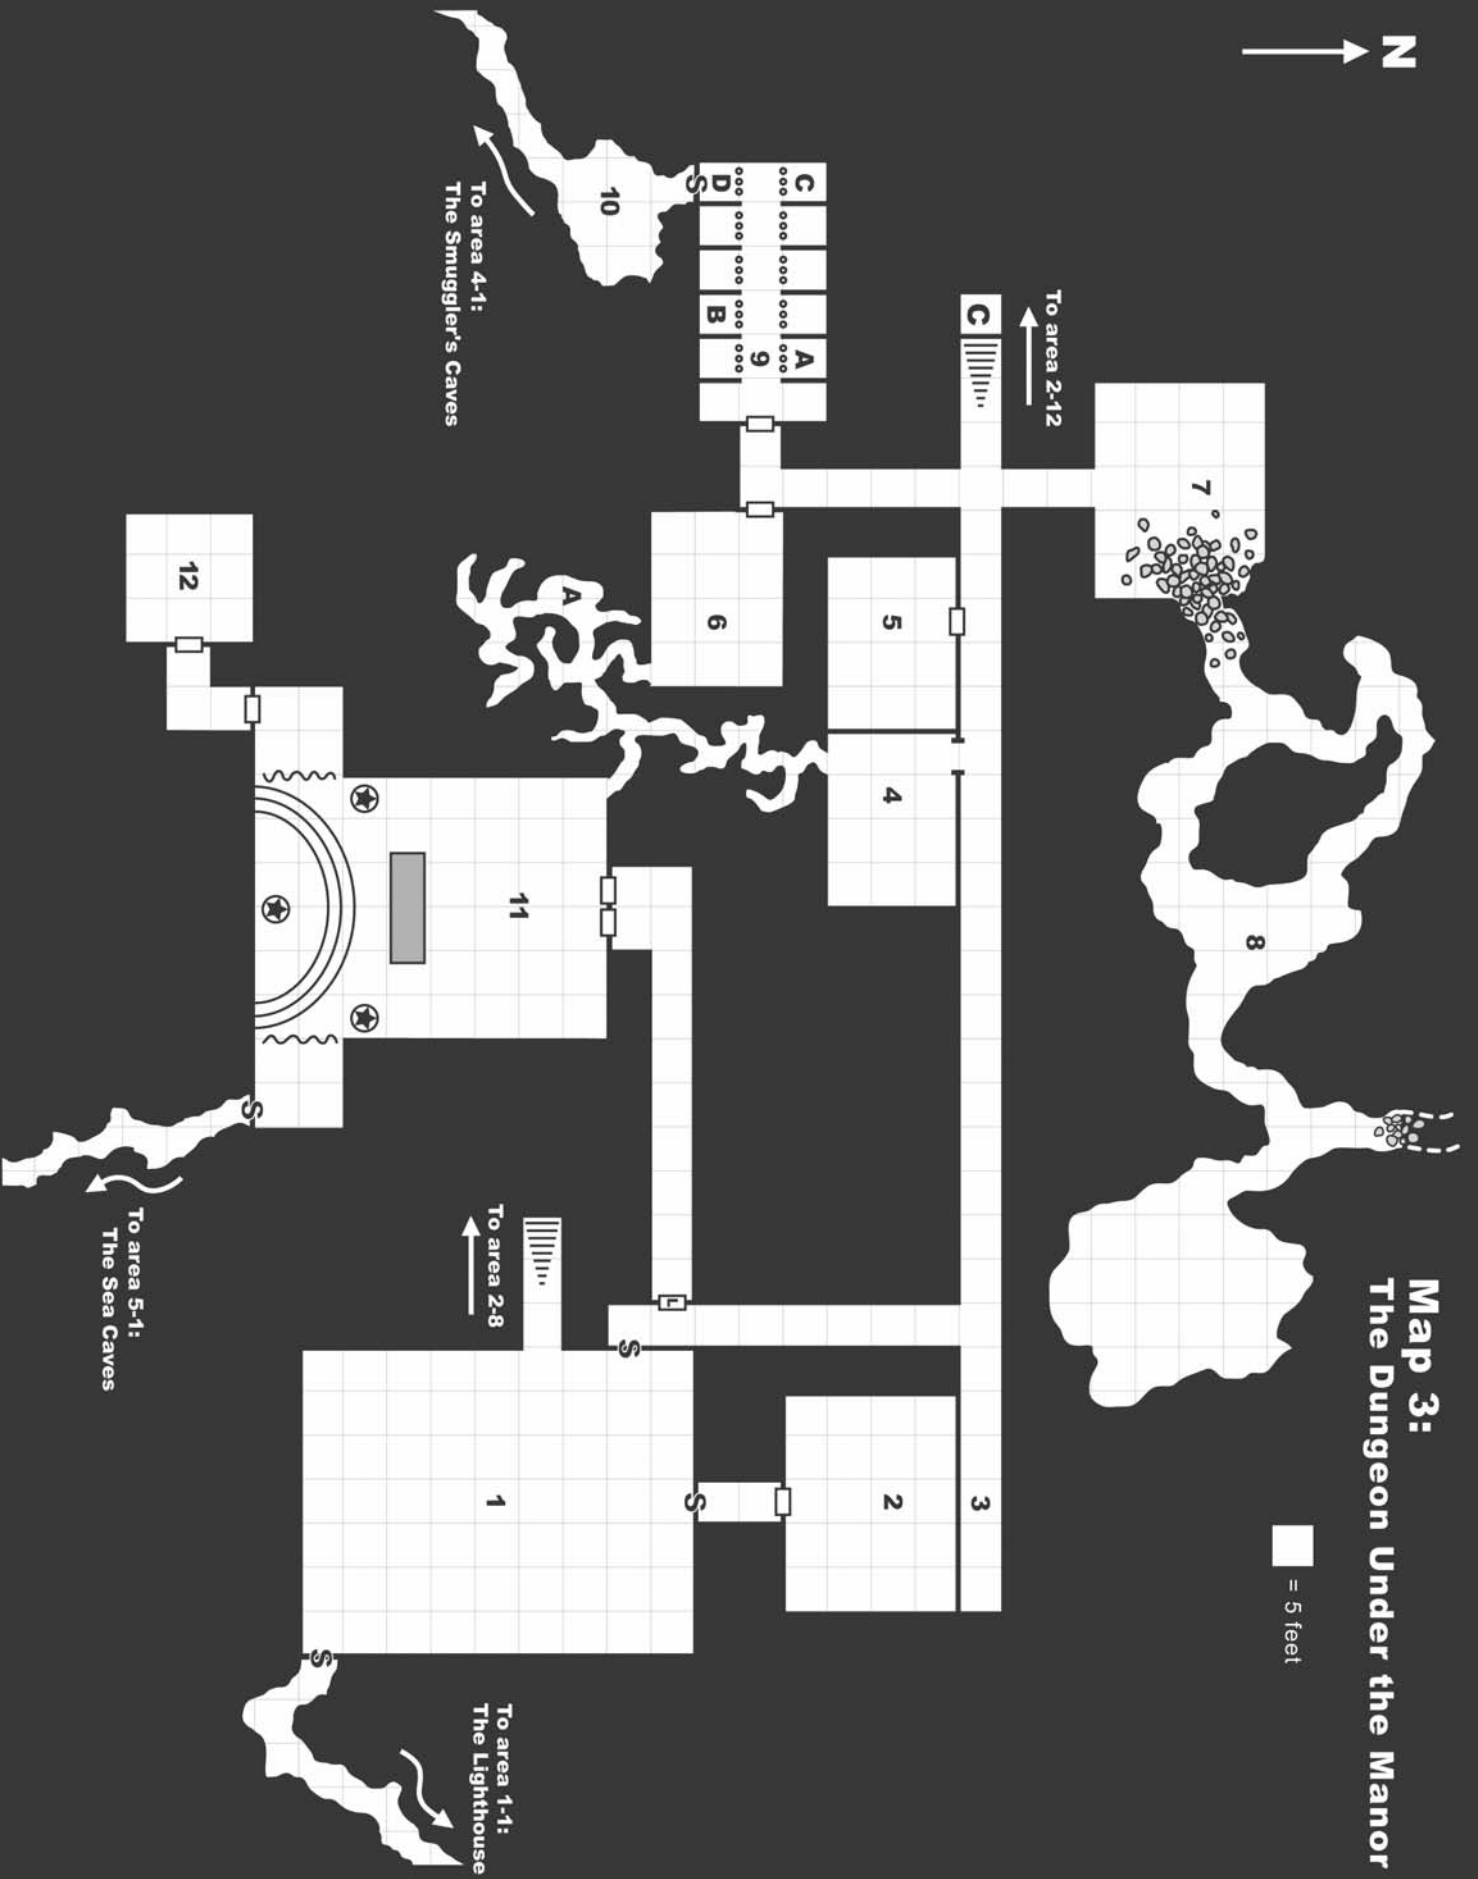 N
Map 3:
The Dungeon Under the Manor
= 5 feet
8
7
To area 2-12
C
3
C
A
9
D
B
S
5
4
2
6
10
To area 4-1:
The Smuggler's Caves
A
L
S
S
11
To area 2-8
1
12
S
S
To area 1-1:
The Lighthouse
To area 5-1:
The Sea Caves